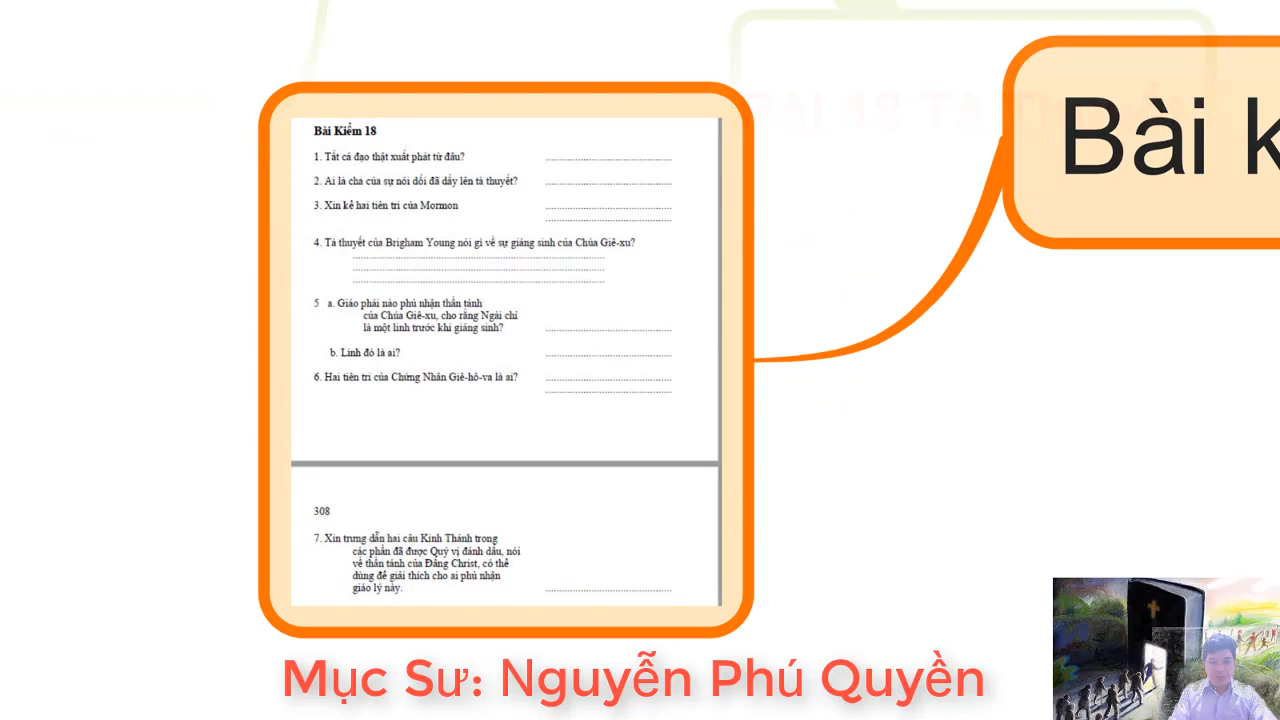 Bài k
Bài Kiểm 18
1. Tất cả đạo thật xuất phát từ đâu?
2. Ai là cha của sự nói dối đã dấy lên tà thuyết?
3. Xin kể hai tiên tri của Mormon
4. Tà thuyết của Brigham Young nói gì về sự giáng sinh của Chúa Giê-xu?
5 a. Giáo phái nào phủ nhận thần tánh
của Chúa Giê-xu, cho rằng Ngài chỉ
là một linh trước khi giáng sinh?
b. Linh đó là ai?
6. Hai tiên tri của Chứng Nhân Giê-hô-va là ai?
308
7. Xin trưng dẫn hai câu Kinh Thánh trong
các phần đã được Quý vị đánh dấu, nói
về thần tánh của Đấng Christ, có thể
dùng để giải thích cho ai phủ nhận
giáo lý này.
Mục Sư: Nguyễn Phú Quyền